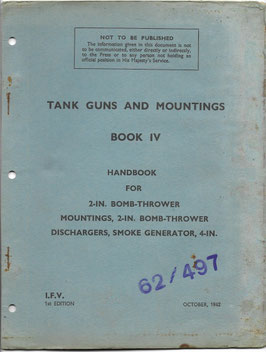 NOT TO BE PUBLISHED
The information given in this document is not
to be communicated, either directly or indirectly,
to the Press or to any person not holding an
official position in His Majesty's Service.
TANK GUNS AND MOUNTINGS
BOOK IV
HANDBOOK
FOR
2-IN. BOMB-THROWER
MOUNTINGS, 2-IN. BOMB-THROWER
DISCHARGERS, SMOKE GENERATOR, 4-IN.
62/497
I.F.V.
1st EDITION
OCTOBER, 1942